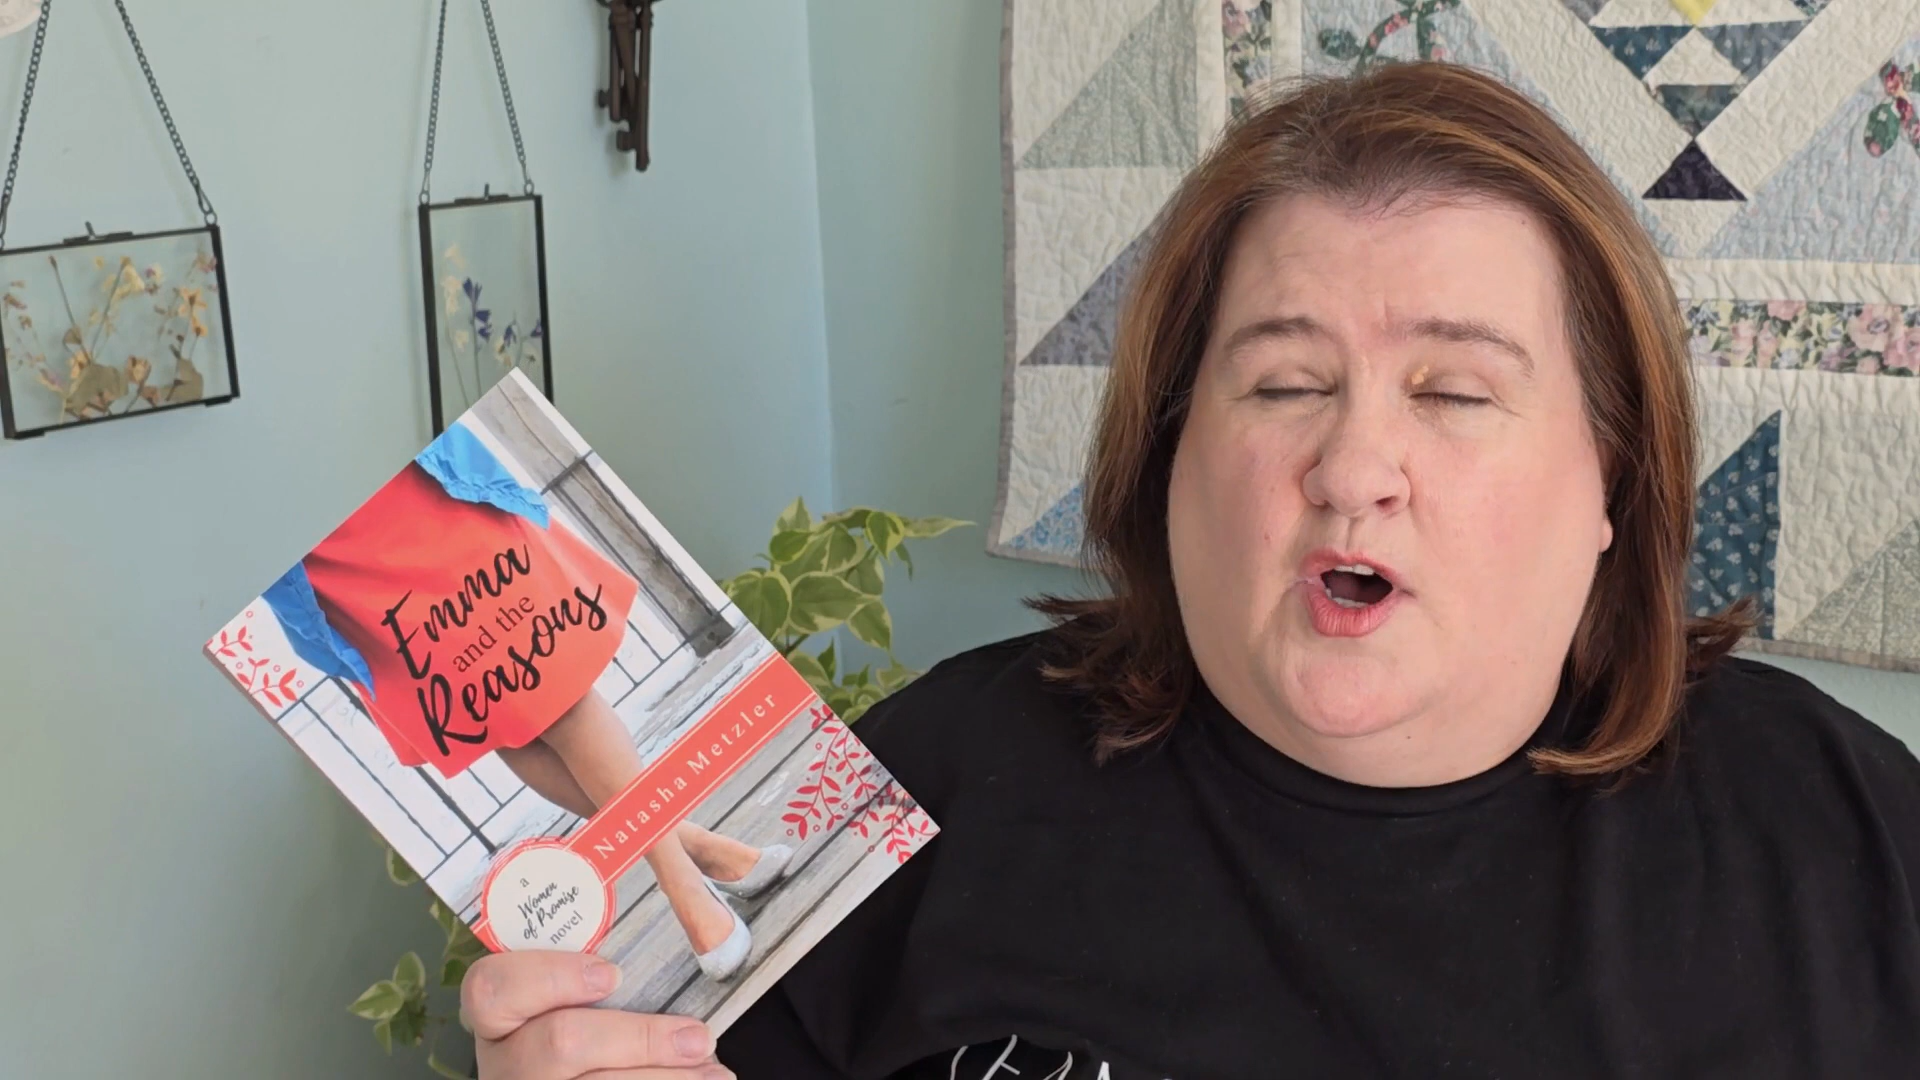 Emma
and the
Reasons
Natasha Metzler
a
Women
of Promise
novel